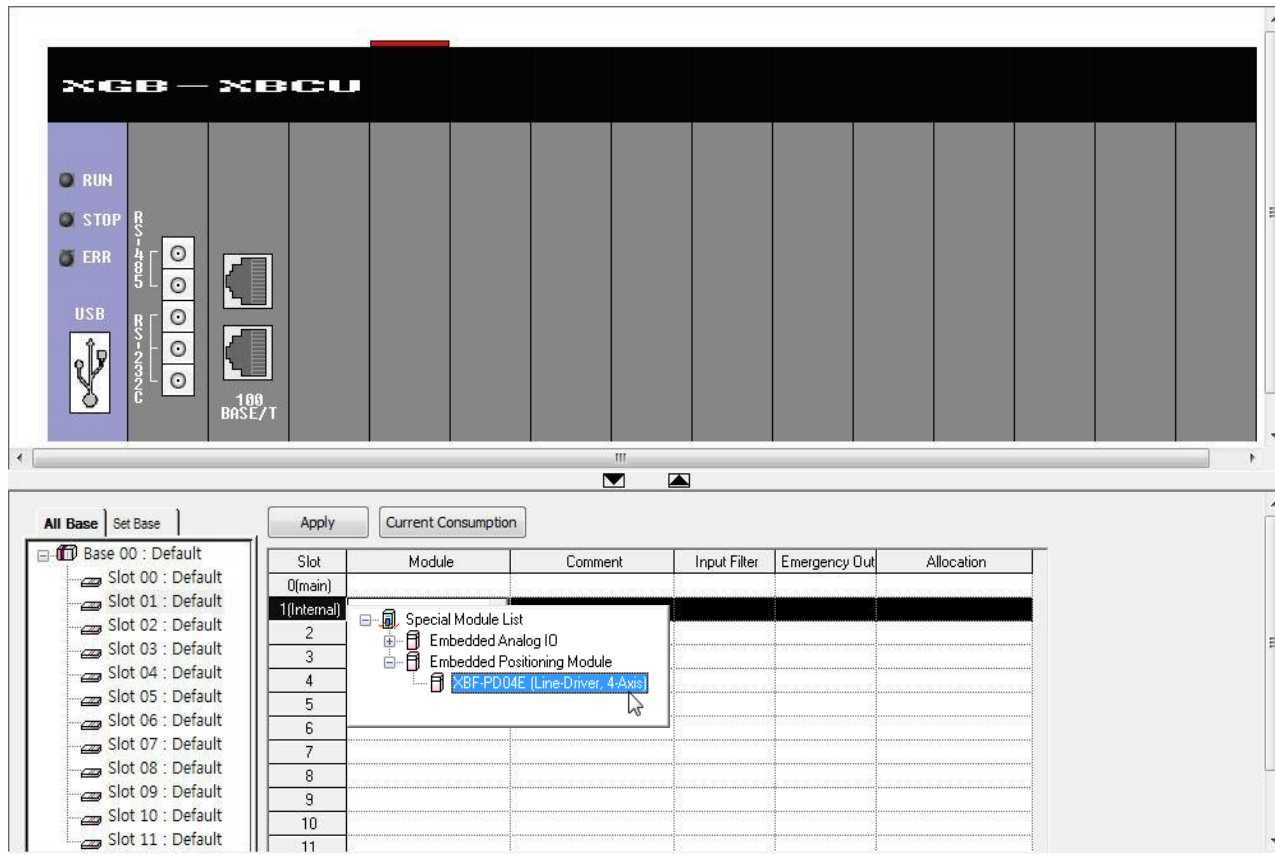 XGB — XBCU
RUN
STOP
ERR
USB
RS-485
RS-232C
100
BASE/T
All Base
Set Base
Apply
Current Consumption
Base 00 : Default
Slot 00 : Default
Slot 01 : Default
Slot 02 : Default
Slot 03 : Default
Slot 04 : Default
Slot 05 : Default
Slot 06 : Default
Slot 07 : Default
Slot 08 : Default
Slot 09 : Default
Slot 10 : Default
Slot 11 : Default
Slot Module Comment Input Filter Emergency Out Allocation
0(main)
1(Internal)
2
3
4
5
6
7
8
9
10
11
Special Module List
Embedded Analog IO
Embedded Positioning Module
XBF-PD04E (Line-Driver, 4-Axis)